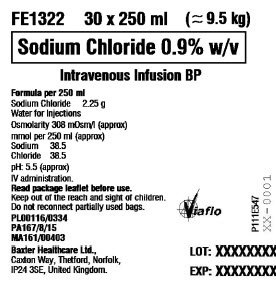 FE1322 30 x 250 ml (≈ 9.5 kg)
Sodium Chloride 0.9% w/v
Intravenous Infusion BP
Formula per 250 ml
Sodium Chloride 2.25 g
Water for Injections
Osmolarity 308 mOsm/l (approx)
mmol per 250 ml (approx)
Sodium 38.5
Chloride 38.5
pH: 5.5 (approx)
IV administration.
Read package leaflet before use.
Keep out of the reach and sight of children.
Do not reconnect partially used bags.
PL00116/0334
PA167/8/15
MA161/00403
Baxter Healthcare Ltd.,
Caxton Way, Thetford, Norfolk,
IP24 3SE, United Kingdom.
Viaflo
P111E547
XX-0001
LOT: XXXXXXXX
EXP: XXXXXXXX